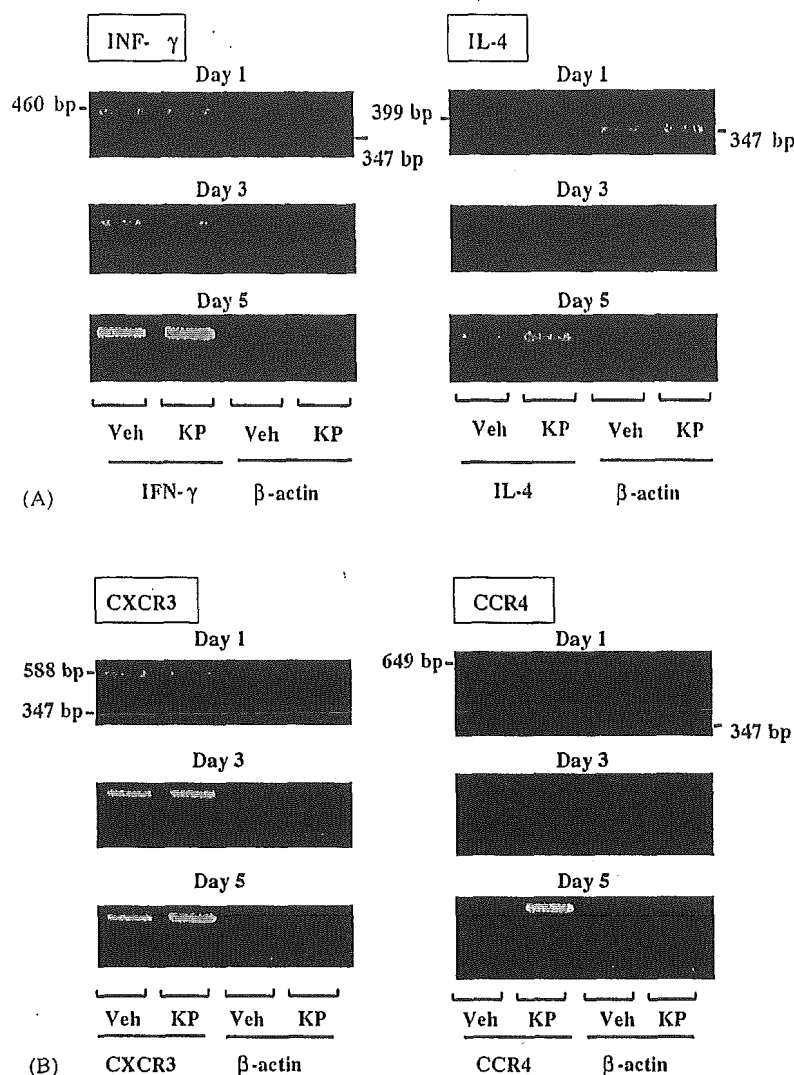 INF- γ
IL-4
Day 1
Day 1
460 bp
347 bp
399 bp
347 bp
Day 3
Day 3
Day 5
Day 5
Veh KP Veh KP
Veh KP Veh KP
(A)
IFN-γ β-actin
IL-4 β-actin
CXCR3
CCR4
Day 1
Day 1
588 bp
347 bp
649 bp
347 bp
Day 3
Day 3
Day 5
Day 5
Veh KP Veh KP
Veh KP Veh KP
(B)
CXCR3 β-actin
CCR4 β-actin